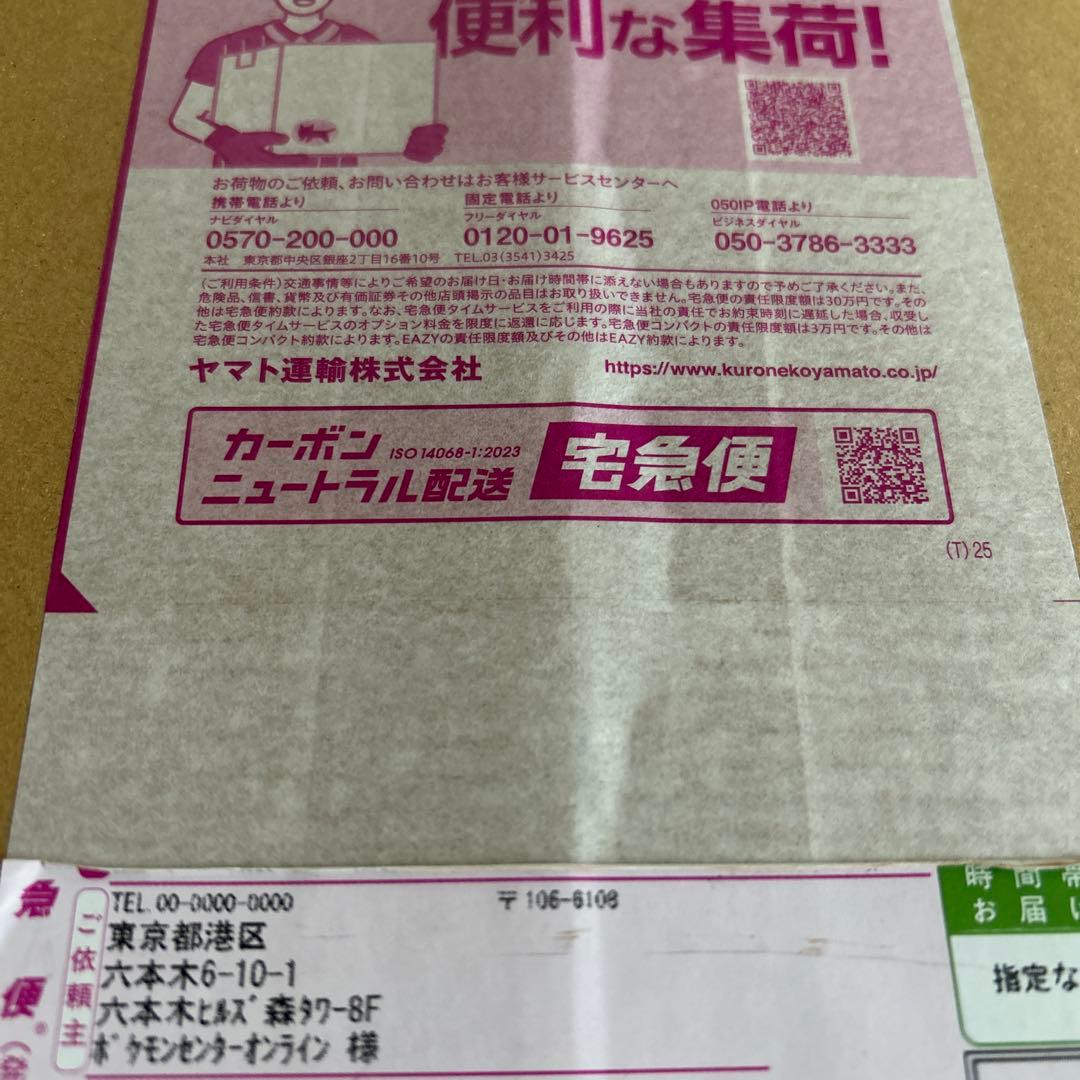 便利な集荷!
お荷物のご依頼、お問い合わせはお客様サービスセンターへ
携帯電話より
ナビダイヤル
0570-200-000
固定電話より
フリーダイヤル
0120-01-9625
050IP電話より
ビジネスダイヤル
050-3786-3333
本社 東京都中央区銀座2丁目16番10号 TEL.03(3541)3425
〈ご利用条件〉交通事情等によりご希望のお届け日・お届け時間帯に添えない場合もありますので予めご了承ください。また、
危険品、信書、貨幣及び有価証券その他店頭掲示の品目はお取り扱いできません。宅急便の責任限度額は30万円です。その
他は宅急便約款によります。なお、宅急便タイムサービスをご利用の際に当社の責任でお約束時刻に遅延した場合、収受し
た宅急便タイムサービスのオプション料金を限度に返還に応じます。宅急便コンパクトの責任限度額は3万円です。その他は
宅急便コンパクト約款によります。EAZYの責任限度額及びその他はEAZY約款によります。
ヤマト運輸株式会社
https://www.kuronekoyamato.co.jp/
カーボン
ニュートラル配送
ISO 14068-1:2023
宅急便
(T) 25
急便®(発
ご依頼主
TEL.00-0000-0000
〒106-6108
東京都港区
六本木6-10-1
六本木ﾋﾙｽﾞ森ﾀﾜｰ8F
ﾎﾟｹﾓﾝｾﾝﾀｰｵﾝﾗｲﾝ 様
時間帯
お届け
指定な